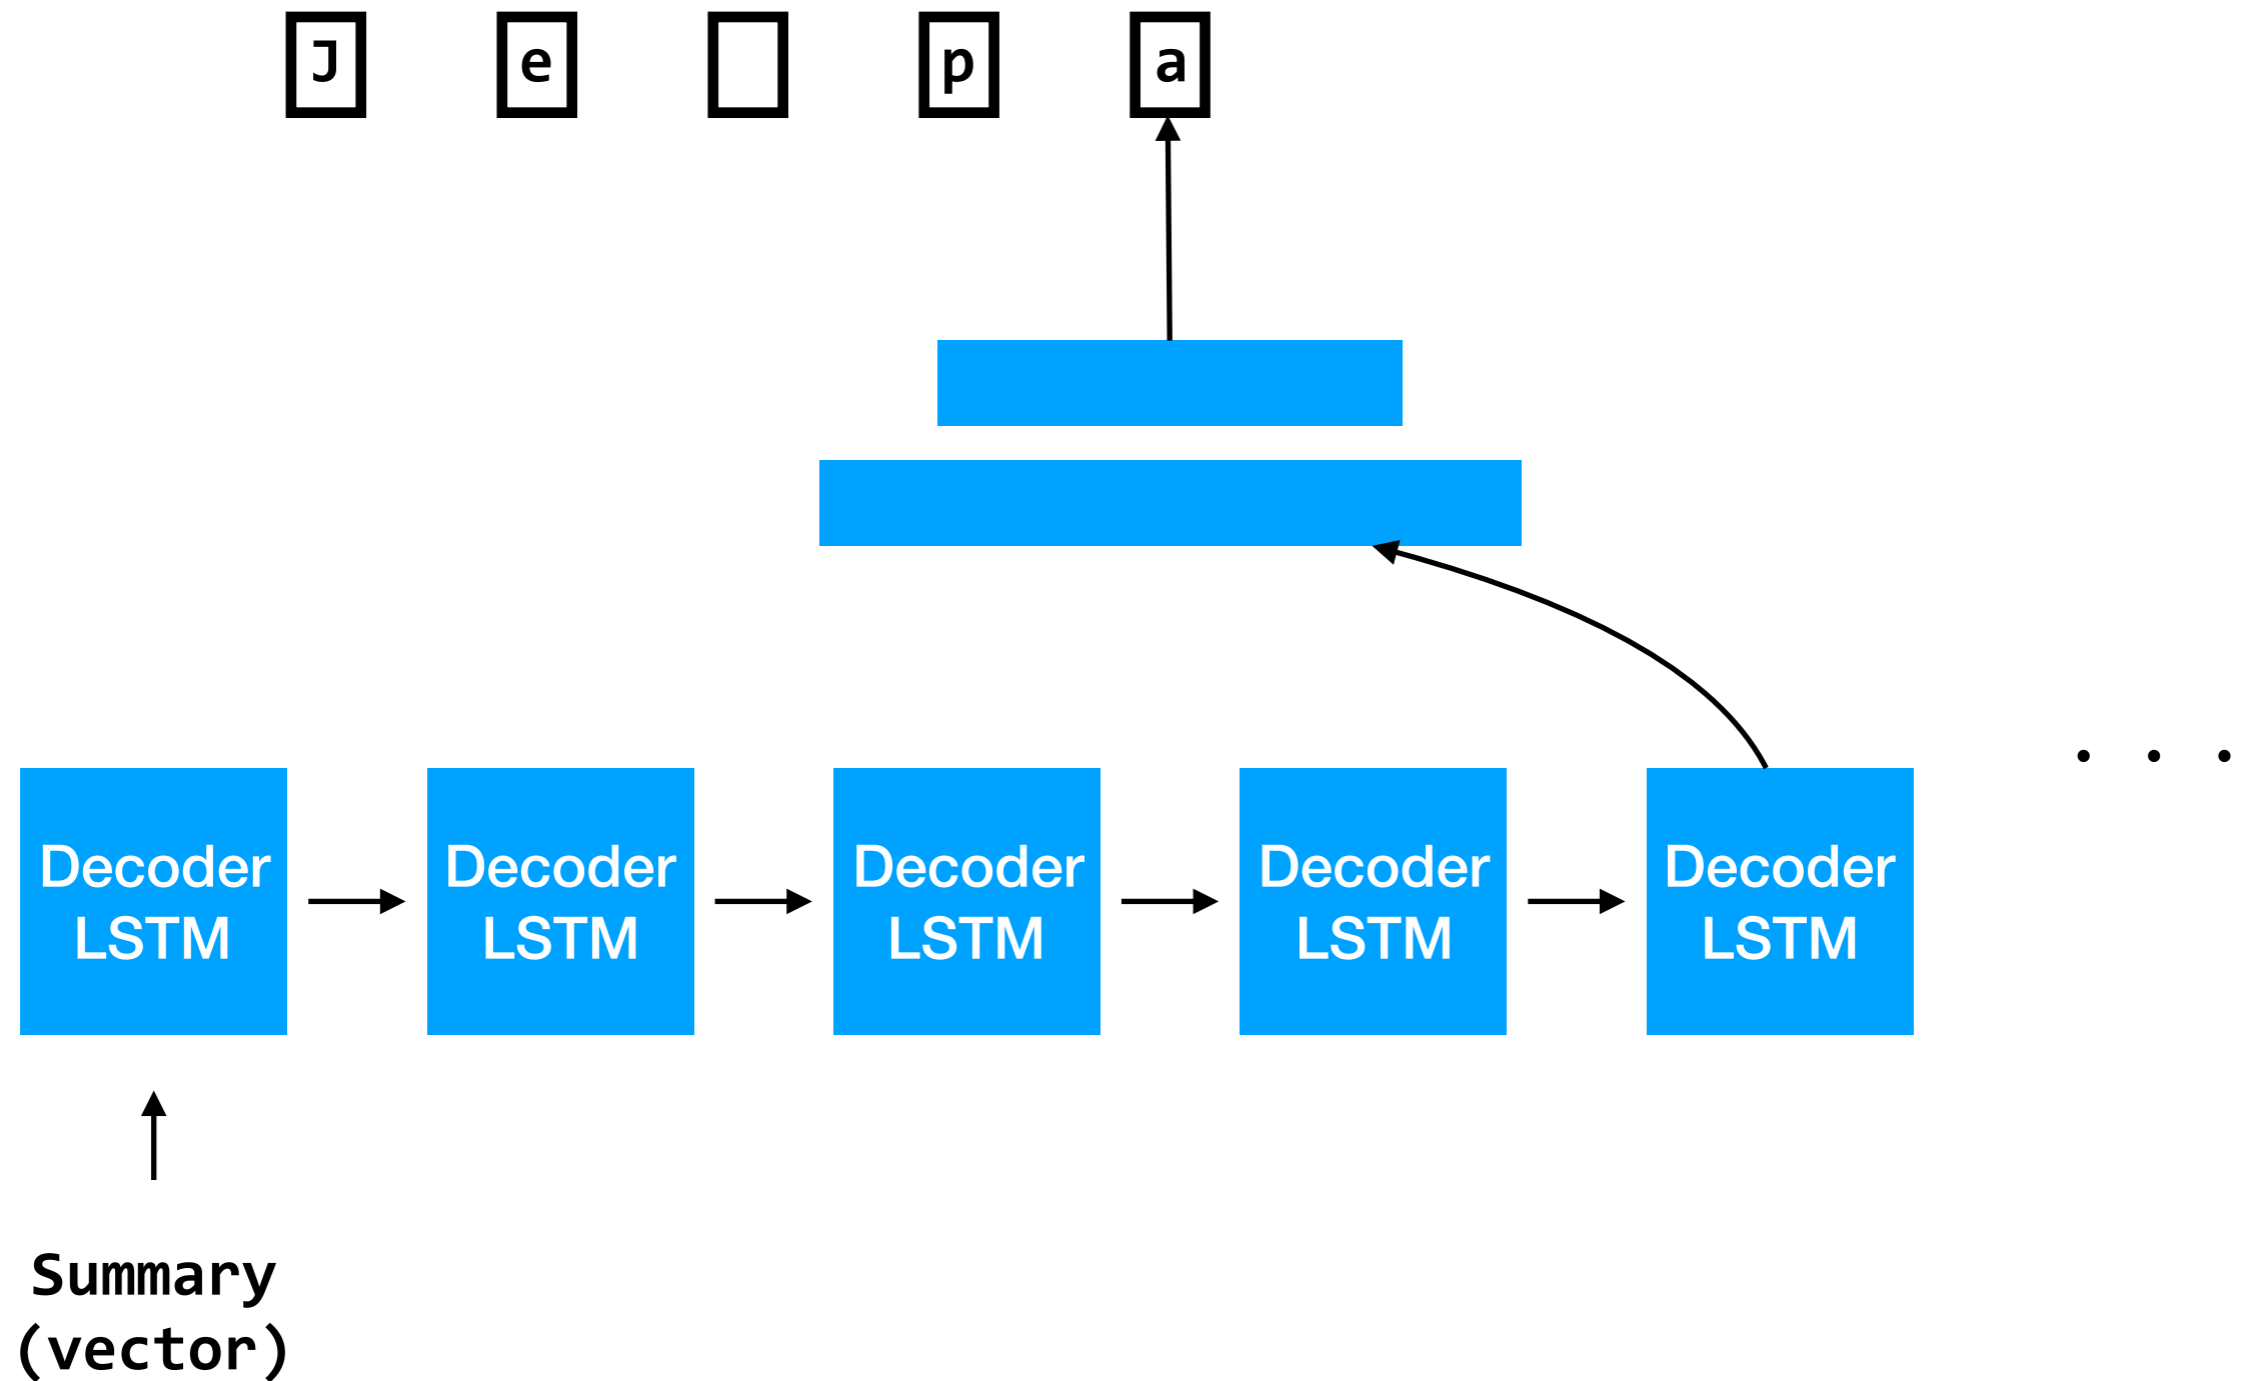 J e   p a
Decoder Decoder Decoder Decoder Decoder
LSTM LSTM LSTM LSTM LSTM
. . .
Summary
(vector)